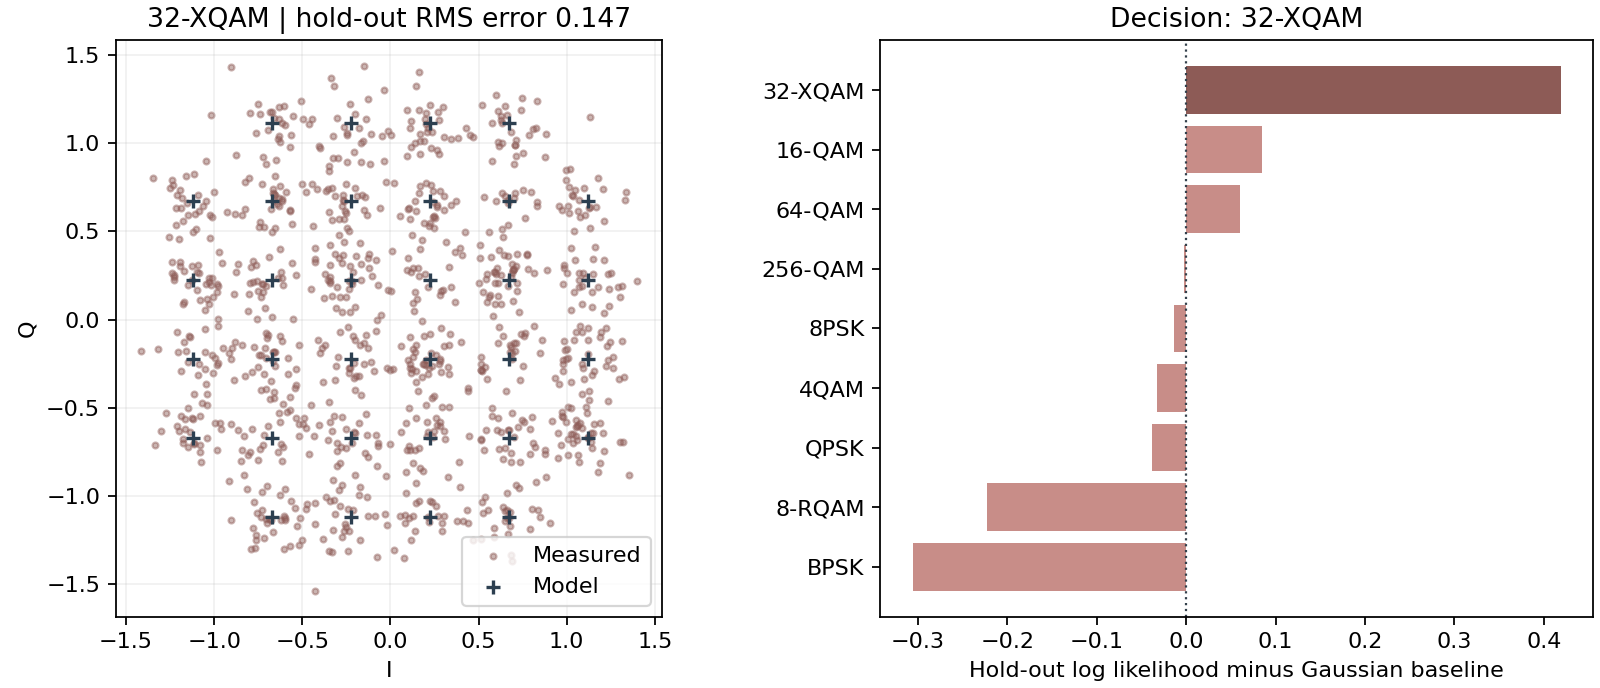 32-XQAM | hold-out RMS error 0.147
1.5
1.0
0.5
0.0
−0.5
−1.0
−1.5
Q
−1.5 −1.0 −0.5 0.0 0.5 1.0 1.5
I
Measured
Model
Decision: 32-XQAM
32-XQAM
16-QAM
64-QAM
256-QAM
8PSK
4QAM
QPSK
8-RQAM
BPSK
−0.3 −0.2 −0.1 0.0 0.1 0.2 0.3 0.4
Hold-out log likelihood minus Gaussian baseline